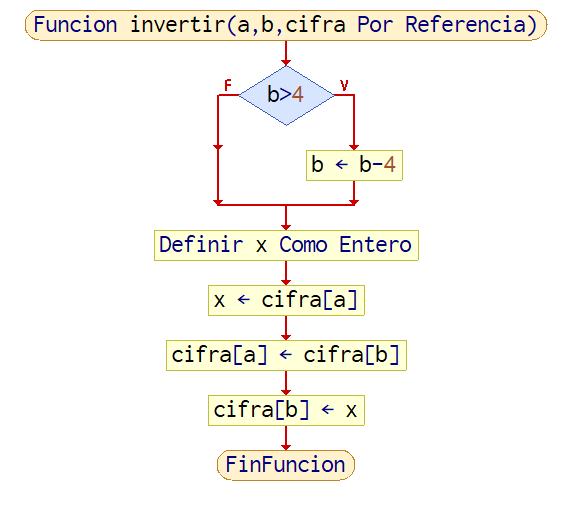 Funcion invertir(a,b,cifra Por Referencia)
F
V
b>4
b ← b-4
Definir x Como Entero
x ← cifra[a]
cifra[a] ← cifra[b]
cifra[b] ← x
FinFuncion